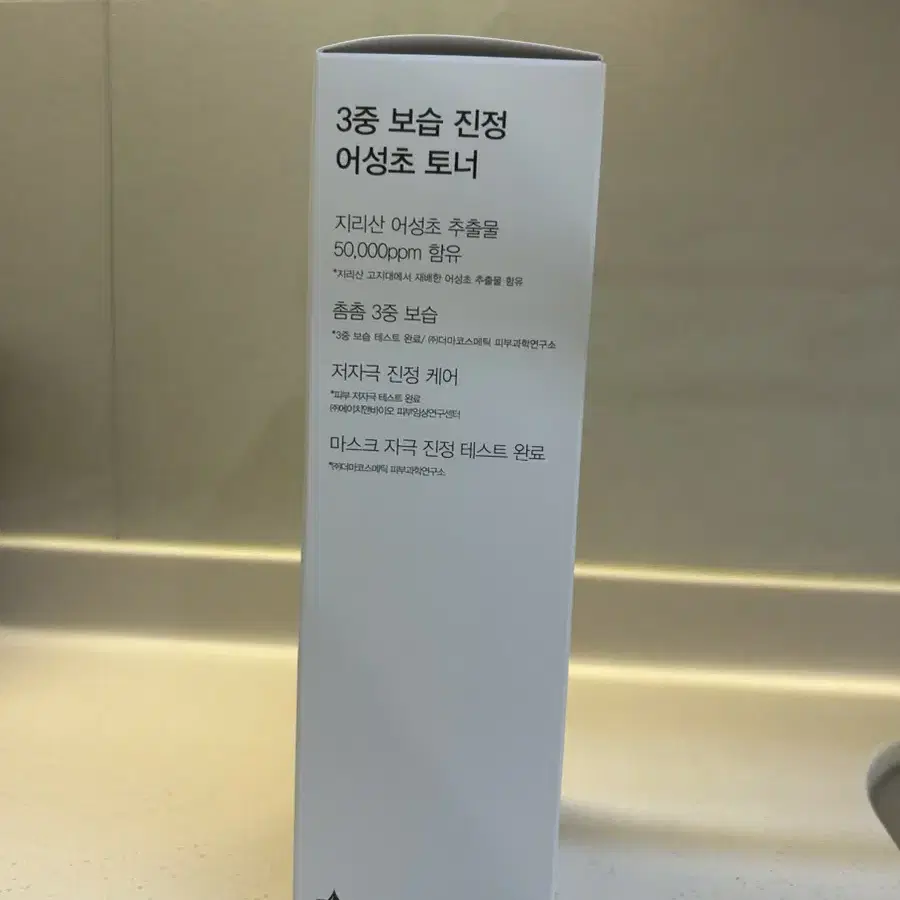 3중 보습 진정
어성초 토너
지리산 어성초 추출물
50,000ppm 함유
*지리산 고지대에서 재배한 어성초 추출물 함유
촘촘 3중 보습
*3중 보습 테스트 완료/ ㈜더마코스메틱 피부과학연구소
저자극 진정 케어
*피부 저자극 테스트 완료
㈜에이치앤바이오 피부임상연구센터
마스크 자극 진정 테스트 완료
*㈜더마코스메틱 피부과학연구소